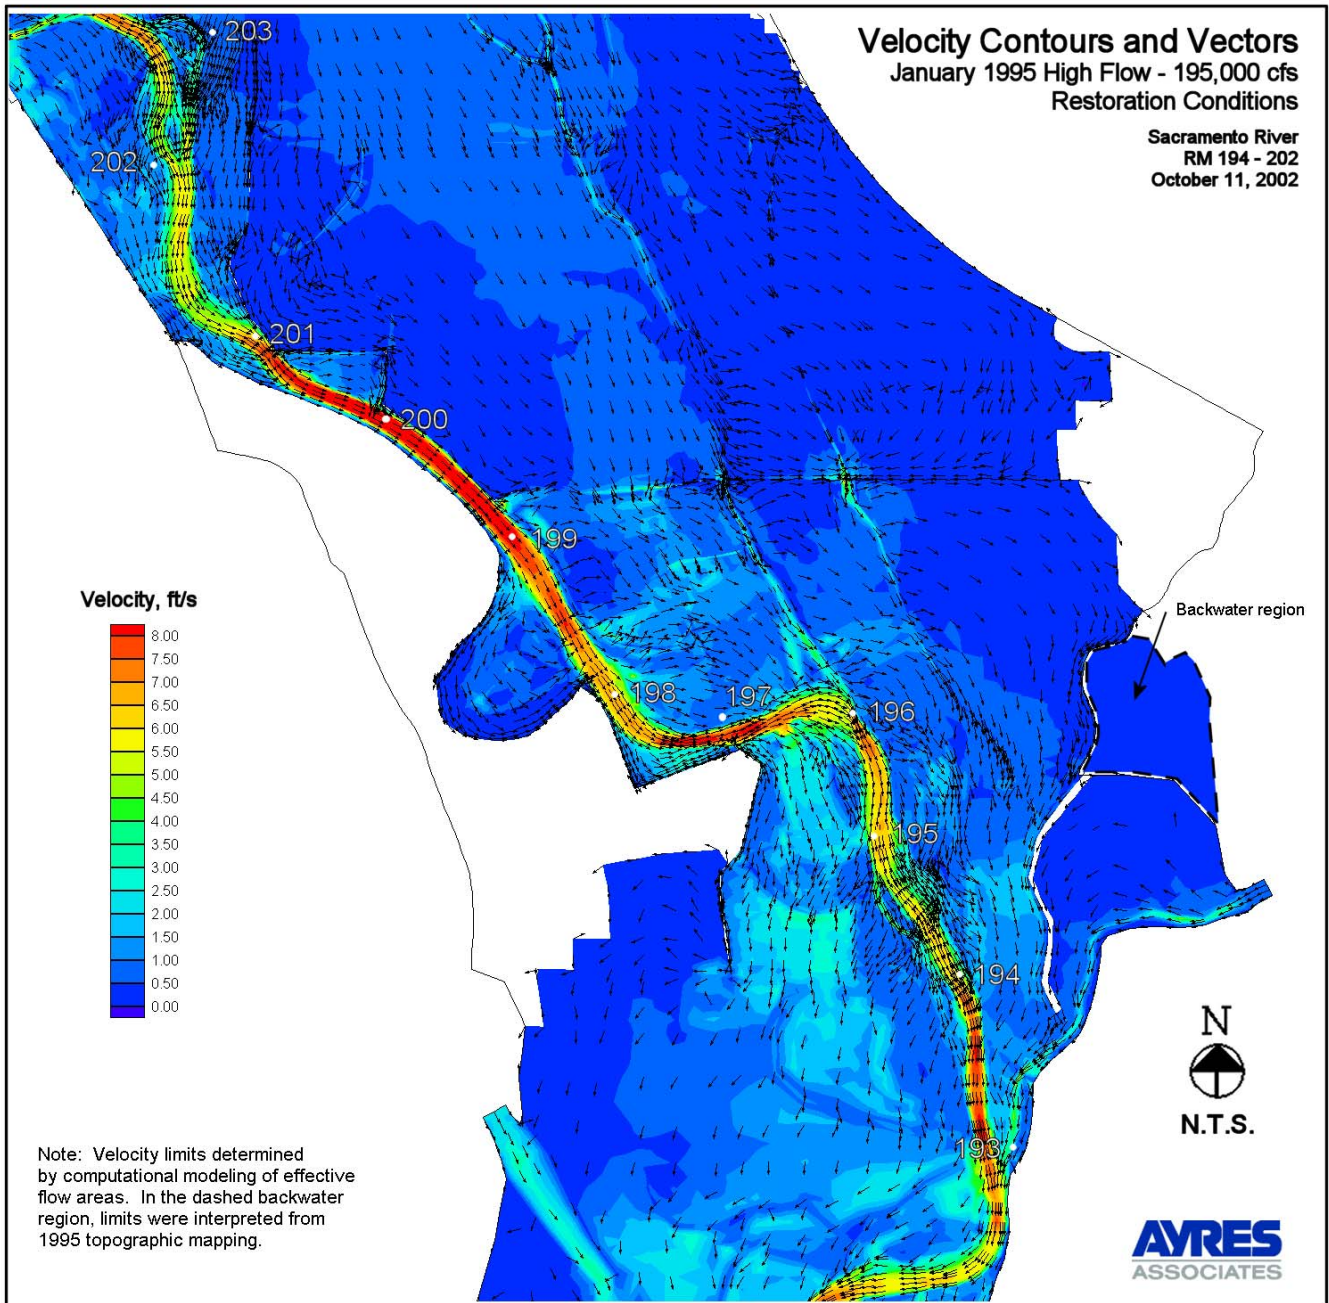 Velocity Contours and Vectors
January 1995 High Flow - 195,000 cfs
Restoration Conditions
Sacramento River
RM 194 - 202
October 11, 2002
203
202
201
200
199
198
197
196
195
194
193
Backwater region
Velocity, ft/s
8.00
7.50
7.00
6.50
6.00
5.50
5.00
4.50
4.00
3.50
3.00
2.50
2.00
1.50
1.00
0.50
0.00
N
N.T.S.
Note: Velocity limits determined
by computational modeling of effective
flow areas. In the dashed backwater
region, limits were interpreted from
1995 topographic mapping.
AYRES
ASSOCIATES